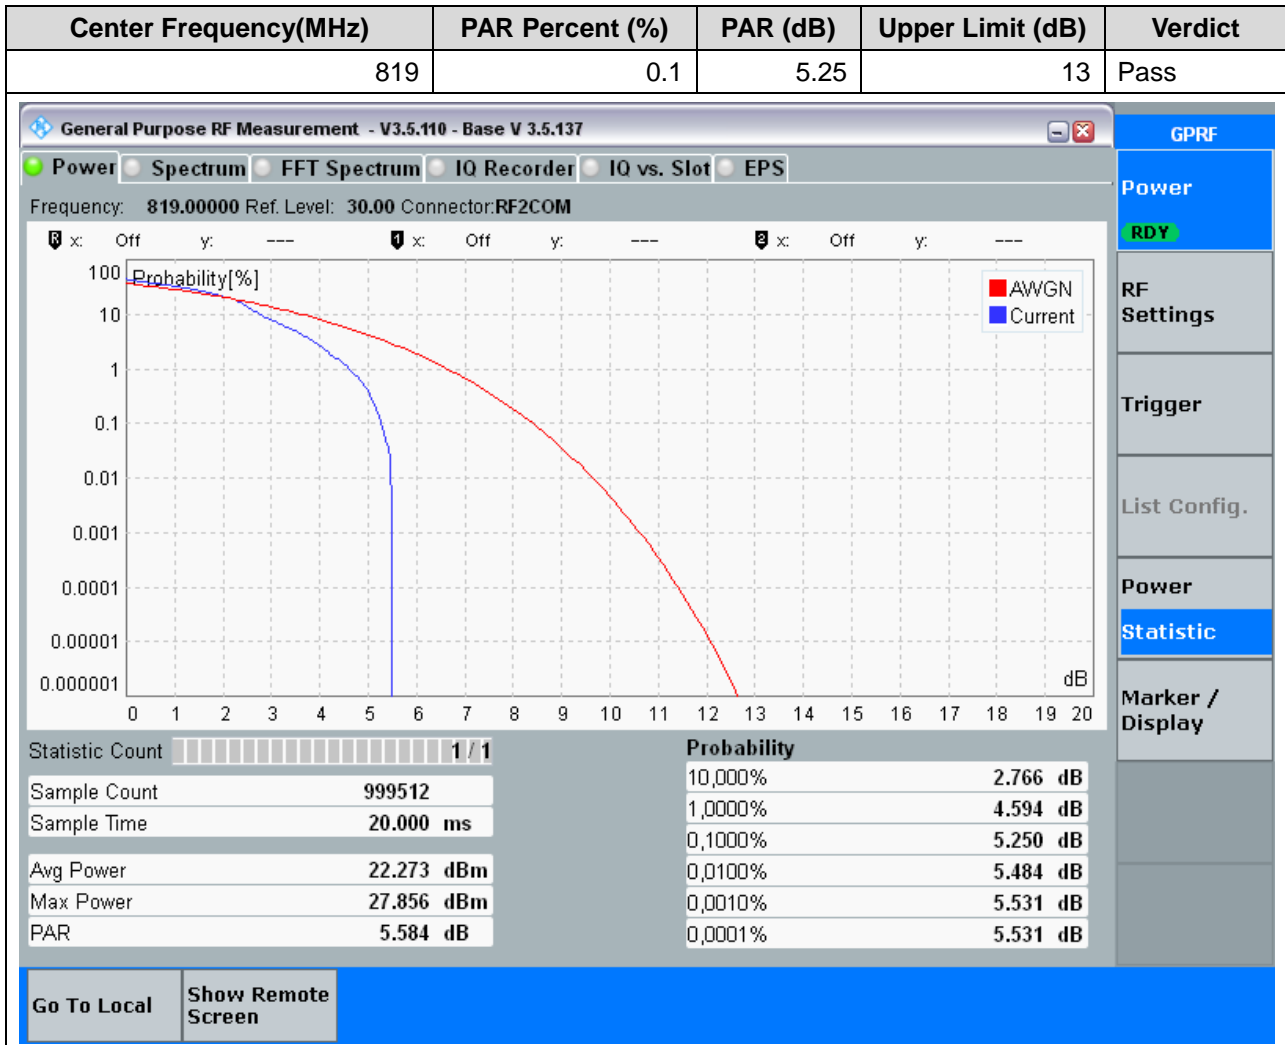 Center Frequency(MHz) PAR Percent (%) PAR (dB) Upper Limit (dB) Verdict
819 0.1 5.25 13 Pass
General Purpose RF Measurement - V3.5.110 - Base V 3.5.137
GPRF
Power Spectrum FFT Spectrum IQ Recorder IQ vs. Slot EPS
Power
RDY
Frequency: 819.00000 Ref. Level: 30.00 Connector:RF2COM
R x: Off y: --- 1 x: Off y: --- 2 x: Off y: ---
100 Probability[%]
AWGN
Current
10
1
0.1
0.01
0.001
0.0001
0.00001
0.000001
dB
0 1 2 3 4 5 6 7 8 9 10 11 12 13 14 15 16 17 18 19 20
RF
Settings
Trigger
List Config.
Power
Statistic
Marker /
Display
Statistic Count 1 / 1
Sample Count 999512
Sample Time 20.000 ms
Avg Power 22.273 dBm
Max Power 27.856 dBm
PAR 5.584 dB
Probability
10,000% 2.766 dB
1,0000% 4.594 dB
0,1000% 5.250 dB
0,0100% 5.484 dB
0,0010% 5.531 dB
0,0001% 5.531 dB
Go To Local
Show Remote
Screen